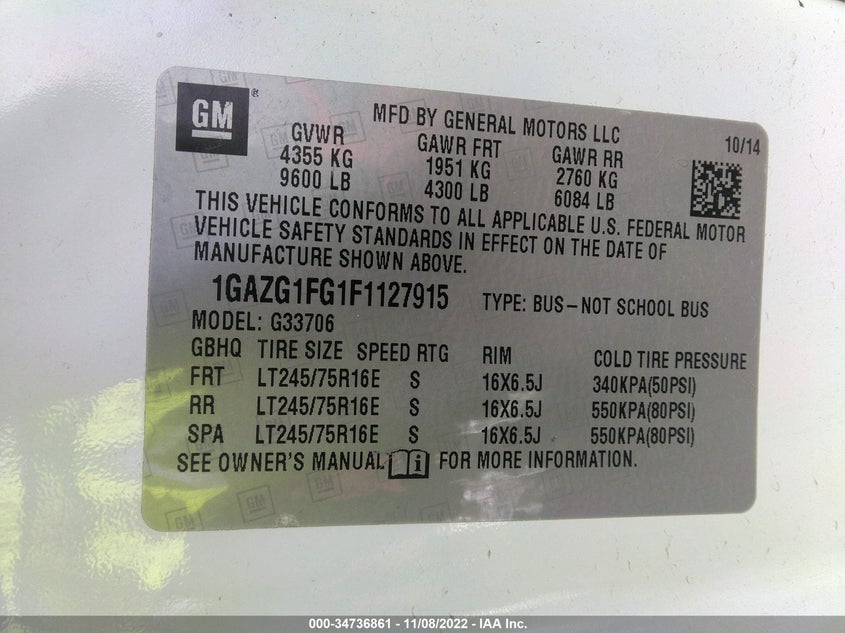 GM ®
MFD BY GENERAL MOTORS LLC
10/14
GVWR GAWR FRT GAWR RR
4355 KG 1951 KG 2760 KG
9600 LB 4300 LB 6084 LB
THIS VEHICLE CONFORMS TO ALL APPLICABLE U.S. FEDERAL MOTOR
VEHICLE SAFETY STANDARDS IN EFFECT ON THE DATE OF
MANUFACTURE SHOWN ABOVE.
1GAZG1FG1F1127915 TYPE: BUS–NOT SCHOOL BUS
MODEL: G33706
GBHQ TIRE SIZE SPEED RTG RIM COLD TIRE PRESSURE
FRT LT245/75R16E S 16X6.5J 340KPA(50PSI)
RR LT245/75R16E S 16X6.5J 550KPA(80PSI)
SPA LT245/75R16E S 16X6.5J 550KPA(80PSI)
SEE OWNER'S MANUAL i FOR MORE INFORMATION.
000-34736861 - 11/08/2022 - IAA Inc.